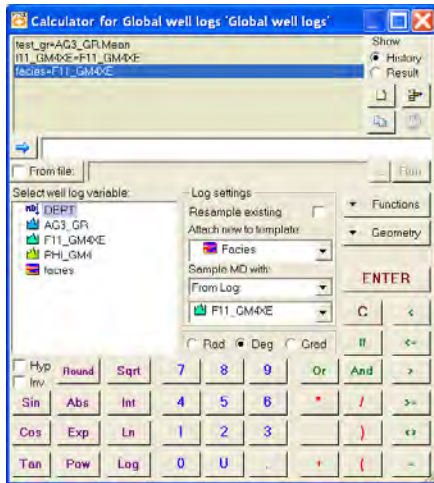 Calculator for Global well logs 'Global well logs'
test_gr=AG3_GR.Mean
f11_GM4XE=F11_GM4XE
facies=F11_GM4XE
Show
History
Result
From file:
Run
Select well log variable:
DEPT
AG3_GR
F11_GM4XE
PHI_GM4
facies
Log settings
Resample existing
Attach new to template
Facies
Sample MD with:
From Log:
F11_GM4XE
Rad Deg Grad
Functions
Geometry
ENTER
C <
If <-
Hyp
Inv
Round Sqrt 7 8 9 Or And >
Sin Abs Int 4 5 6 * / >-
Cos Exp Ln 1 2 3 ) <>
Tan Pow Log 0 U . + ( -